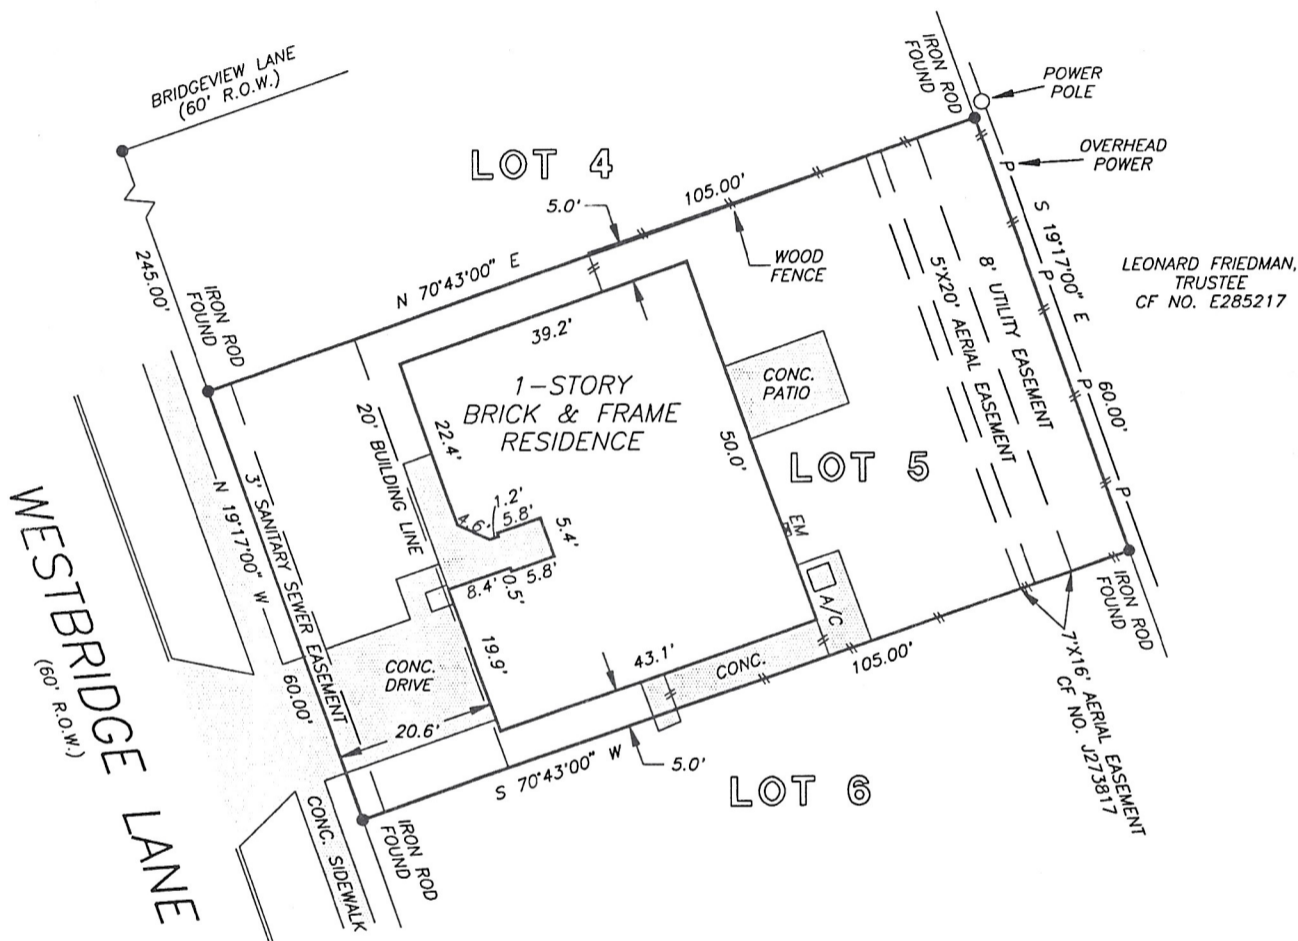 BRIDGEVIEW LANE
(60' R.O.W.)
245.00'
IRON ROD
FOUND
LOT 4
5.0'
105.00'
N 70°43'00" E
WOOD
FENCE
IRON ROD
FOUND
POWER
POLE
OVERHEAD
POWER
P
S 19°17'00" E
P
P
P
P
60.00'
LEONARD FRIEDMAN,
TRUSTEE
CF NO. E285217
39.2'
1-STORY
BRICK & FRAME
RESIDENCE
22.4'
50.0'
CONC.
PATIO
LOT 5
5'X20' AERIAL EASEMENT
8' UTILITY EASEMENT
20' BUILDING LINE
3' SANITARY SEWER EASEMENT
N 19°17'00" W
60.00'
4.6'
1.2'
5.8'
5.4'
5.8'
0.5'
8.4'
19.9'
EM
A/C
CONC.
43.1'
105.00'
CONC.
DRIVE
20.6'
S 70°43'00" W
5.0'
LOT 6
IRON ROD
FOUND
7'X16' AERIAL EASEMENT
CF NO. J273817
IRON ROD
FOUND
CONC. SIDEWALK
WESTBRIDGE LANE
(60' R.O.W.)